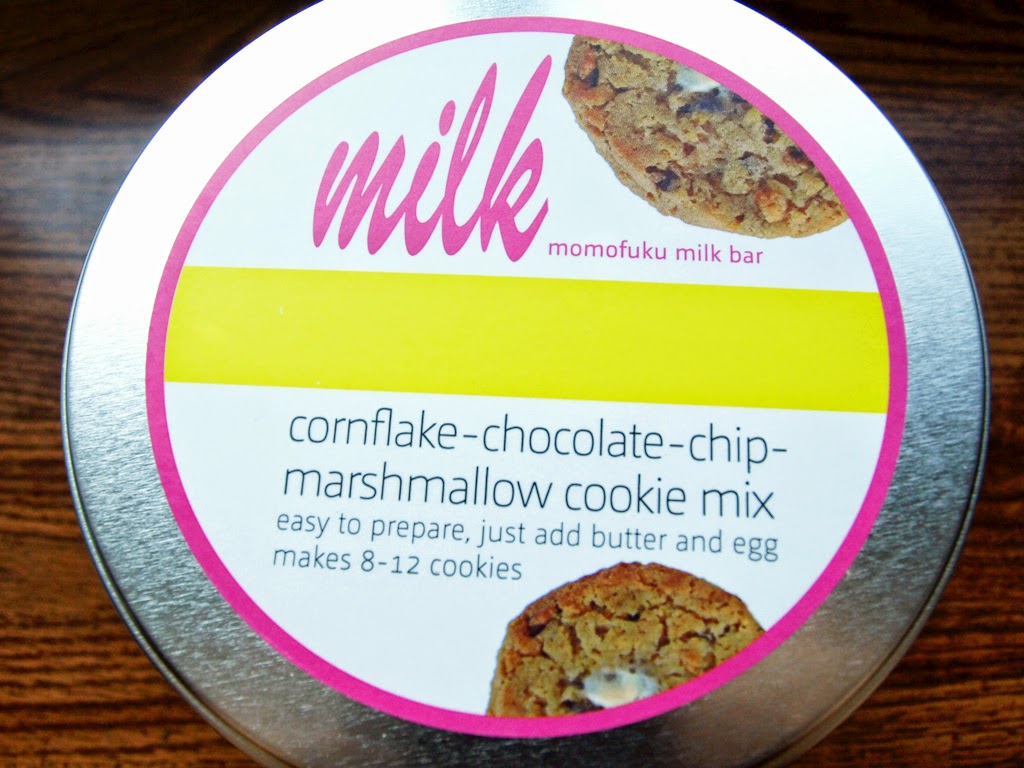 milk
momofuku milk bar
cornflake-chocolate-chip-
marshmallow cookie mix
easy to prepare, just add butter and egg
makes 8-12 cookies